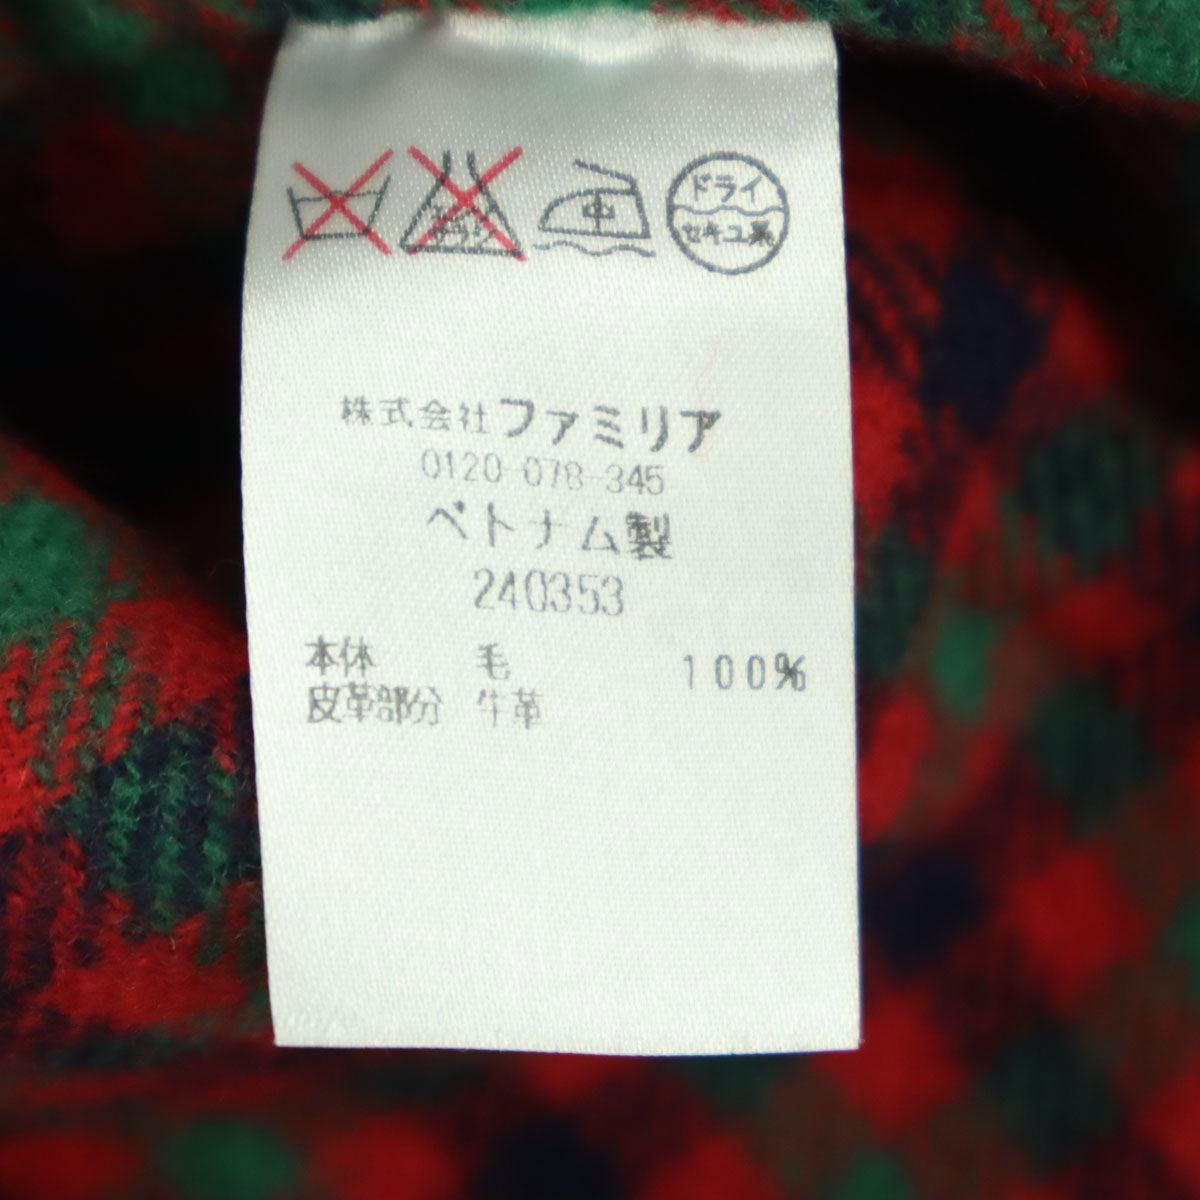 中 ドライ
セキユ系
株式会社ファミリア
0120-078-345
ベトナム製
240353
本体 毛 100%
皮革部分 牛革